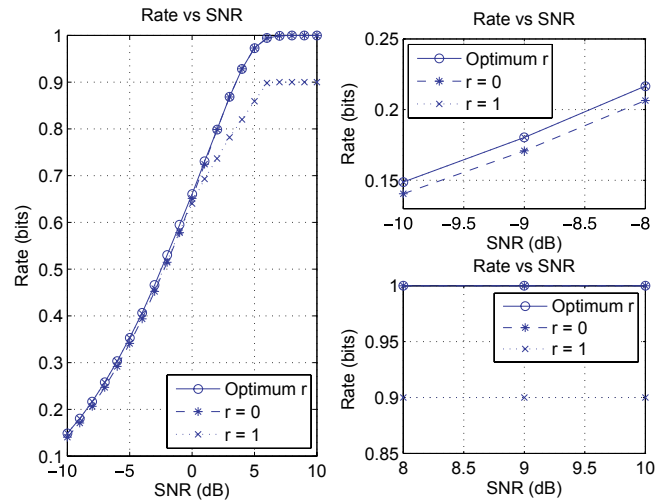 Rate vs SNR
1
0.9
0.8
0.7
0.6
0.5
0.4
0.3
0.2
0.1
Rate (bits)
Optimum r
r = 0
r = 1
−10
−5
0
5
10
SNR (dB)
Rate vs SNR
0.25
0.2
0.15
Rate (bits)
Optimum r
r = 0
r = 1
−10
−9.5
−9
−8.5
−8
SNR (dB)
Rate vs SNR
1
0.95
0.9
0.85
Rate (bits)
Optimum r
r = 0
r = 1
8
8.5
9
9.5
10
SNR (dB)